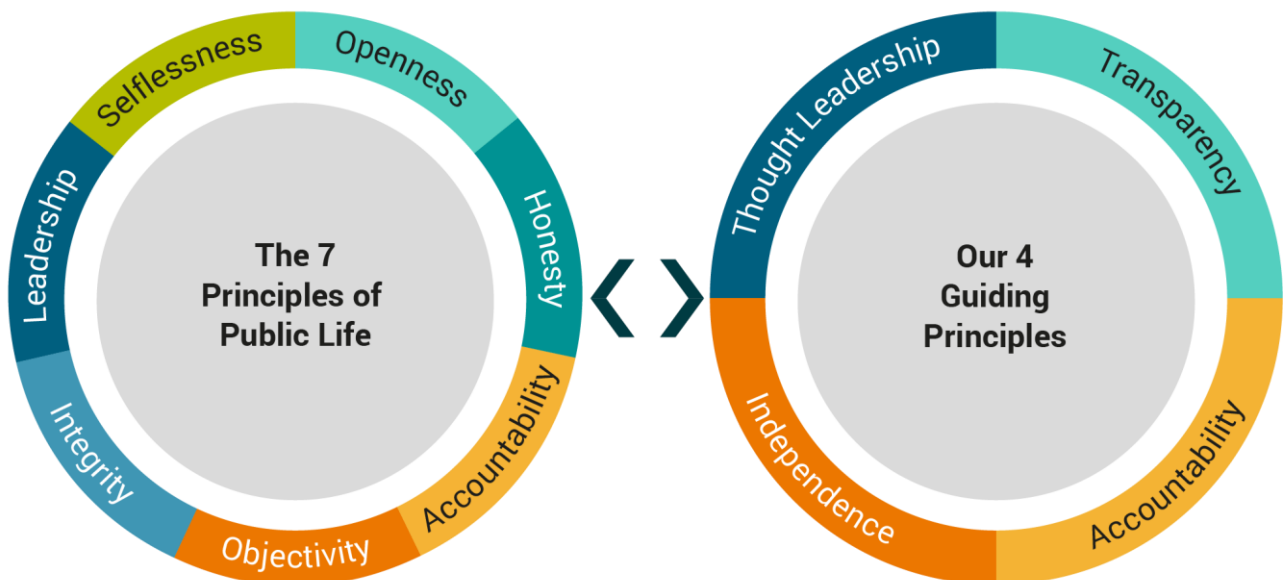 Selflessness
Openness
Honesty
Accountability
Objectivity
Integrity
Leadership
The 7
Principles of
Public Life
Thought Leadership
Transparency
Accountability
Independence
Our 4
Guiding
Principles